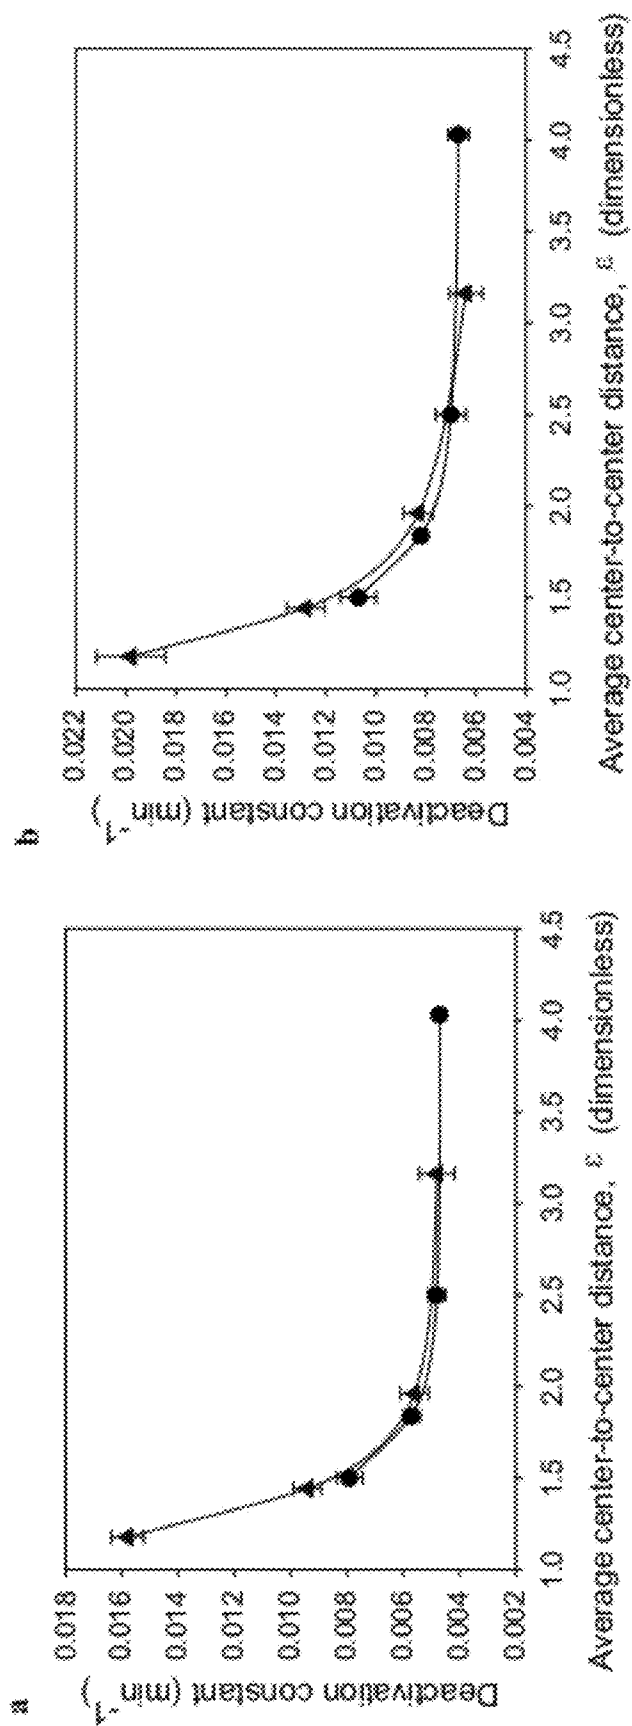 a
Deactivation constant (min⁻¹)
0.018
0.016
0.014
0.012
0.010
0.008
0.006
0.004
0.002
1.0 1.5 2.0 2.5 3.0 3.5 4.0 4.5
Average center-to-center distance, ε (dimensionless)
b
Deactivation constant (min⁻¹)
0.022
0.020
0.018
0.016
0.014
0.012
0.010
0.008
0.006
0.004
1.0 1.5 2.0 2.5 3.0 3.5 4.0 4.5
Average center-to-center distance, ε (dimensionless)